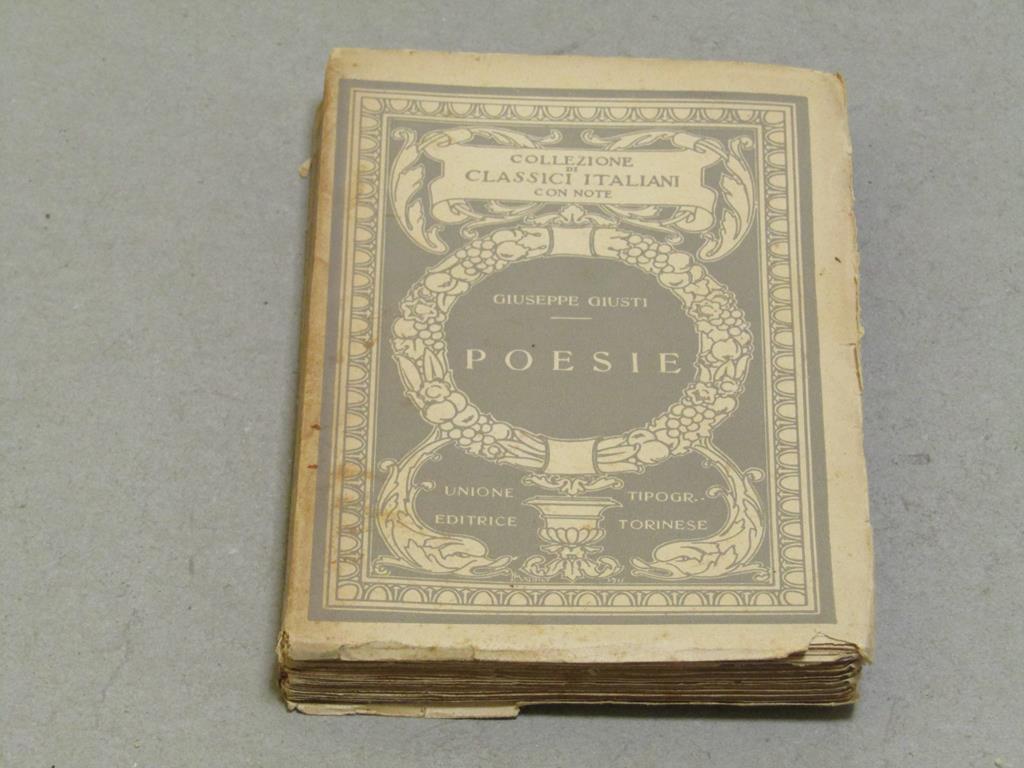 COLLEZIONE
DI
CLASSICI ITALIANI
CON NOTE
GIUSEPPE GIUSTI
POESIE
UNIONE TIPOGR..
EDITRICE TORINESE